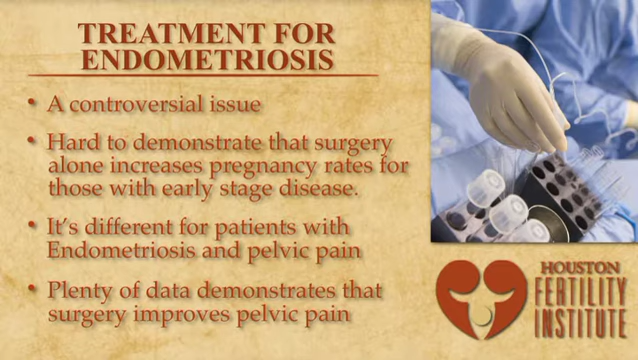 TREATMENT FOR
ENDOMETRIOSIS
• A controversial issue
• Hard to demonstrate that surgery
alone increases pregnancy rates for
those with early stage disease.
• It's different for patients with
Endometriosis and pelvic pain
• Plenty of data demonstrates that
surgery improves pelvic pain
HOUSTON
FERTILITY
INSTITUTE